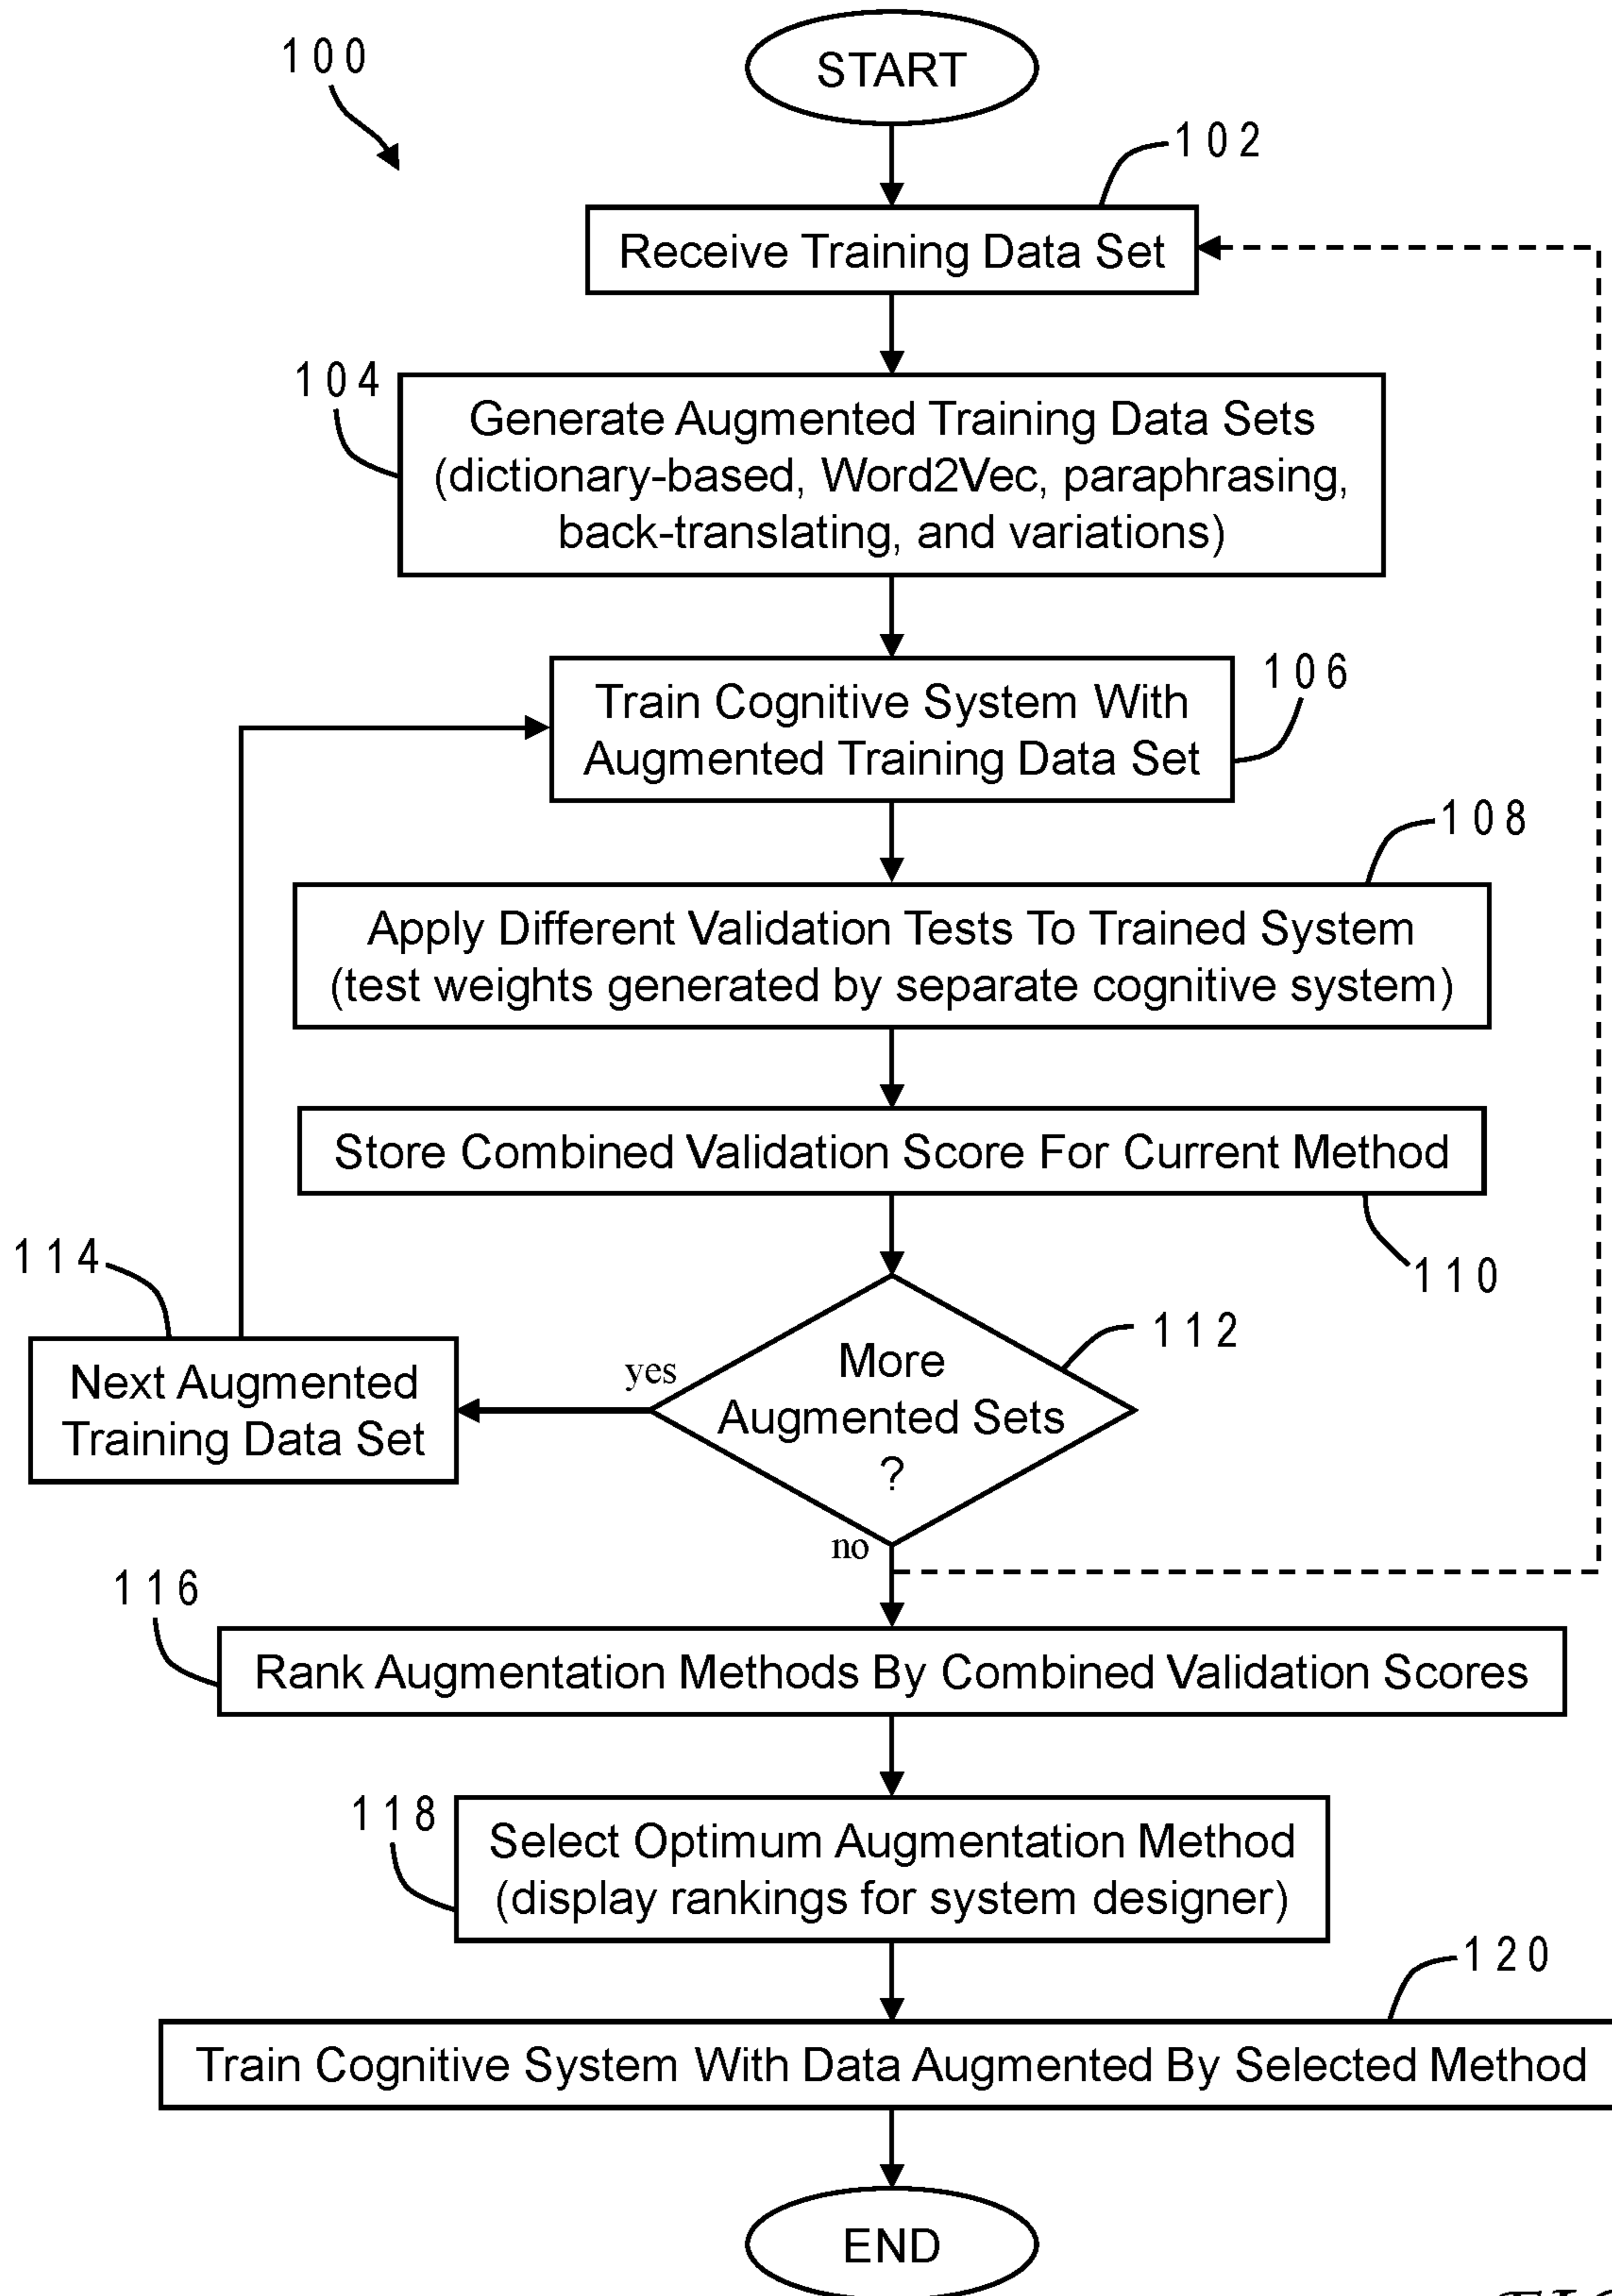 100
START
102
Receive Training Data Set
104
Generate Augmented Training Data Sets
(dictionary-based, Word2Vec, paraphrasing,
back-translating, and variations)
106
Train Cognitive System With
Augmented Training Data Set
108
Apply Different Validation Tests To Trained System
(test weights generated by separate cognitive system)
Store Combined Validation Score For Current Method
110
114
Next Augmented
Training Data Set
yes
112
More
Augmented Sets
?
no
116
Rank Augmentation Methods By Combined Validation Scores
118
Select Optimum Augmentation Method
(display rankings for system designer)
120
Train Cognitive System With Data Augmented By Selected Method
END